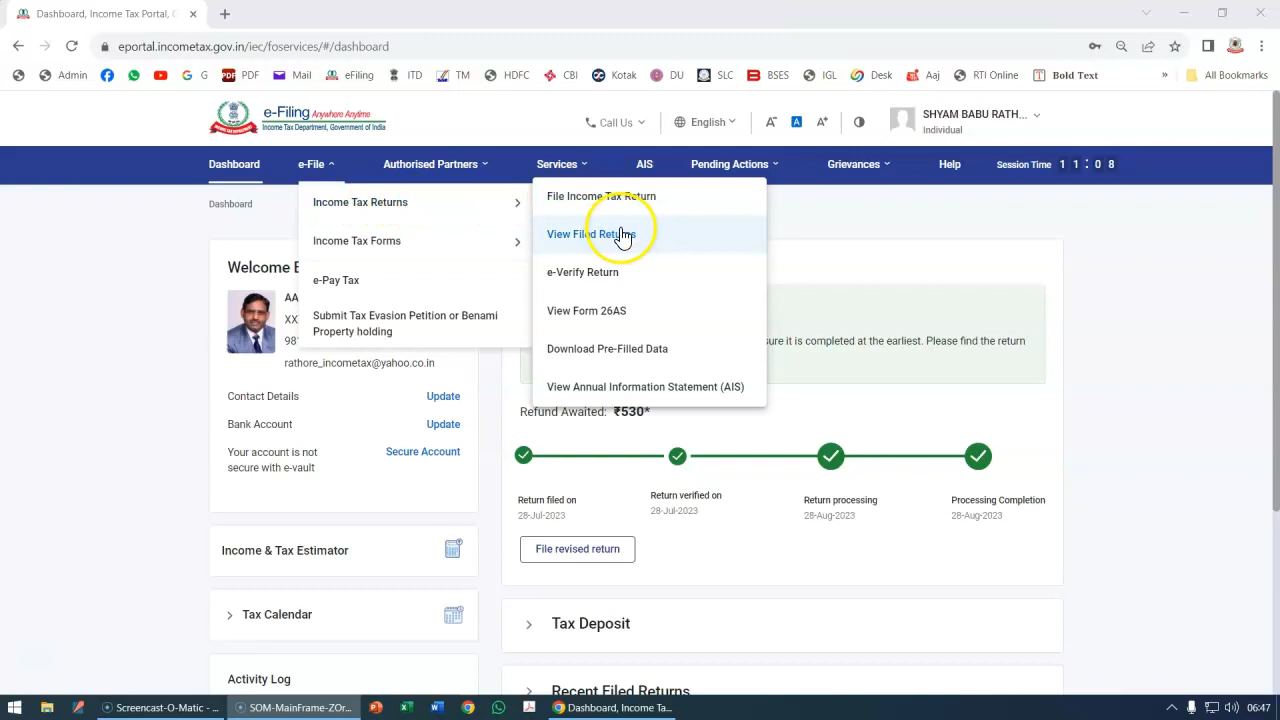 Dashboard, Income Tax Portal, G
eportal.incometax.gov.in/iec/foservices/#/dashboard
Admin
G
PDF
Mail
eFiling
ITD
TM
HDFC
CBI
Kotak
DU
SLC
BSES
IGL
Desk
Aaj
RTI Online
Bold Text
»
All Bookmarks
e-Filing Anywhere Anytime
Income Tax Department, Government of India
Call Us
English
A-
A
A+
SHYAM BABU RATH...
Individual
Dashboard
e-File
Authorised Partners
Services
AIS
Pending Actions
Grievances
Help
Session Time 1 1 : 0 8
Dashboard
Income Tax Returns
Income Tax Forms
e-Pay Tax
Submit Tax Evasion Petition or Benami
Property holding
File Income Tax Return
View Filed Returns
e-Verify Return
View Form 26AS
Download Pre-Filled Data
View Annual Information Statement (AIS)
Welcome B
AA
XX
98
rathore_incometax@yahoo.co.in
Contact Details Update
Bank Account Update
Your account is not
secure with e-vault
Secure Account
Income & Tax Estimator
Tax Calendar
Activity Log
ure it is completed at the earliest. Please find the return
Refund Awaited: ₹530*
Return filed on
28-Jul-2023
Return verified on
28-Jul-2023
Return processing
28-Aug-2023
Processing Completion
28-Aug-2023
File revised return
Tax Deposit
Recent Filed Returns
Screencast-O-Matic - ...
SOM-MainFrame-ZOr...
Dashboard, Income Ta...
06:47